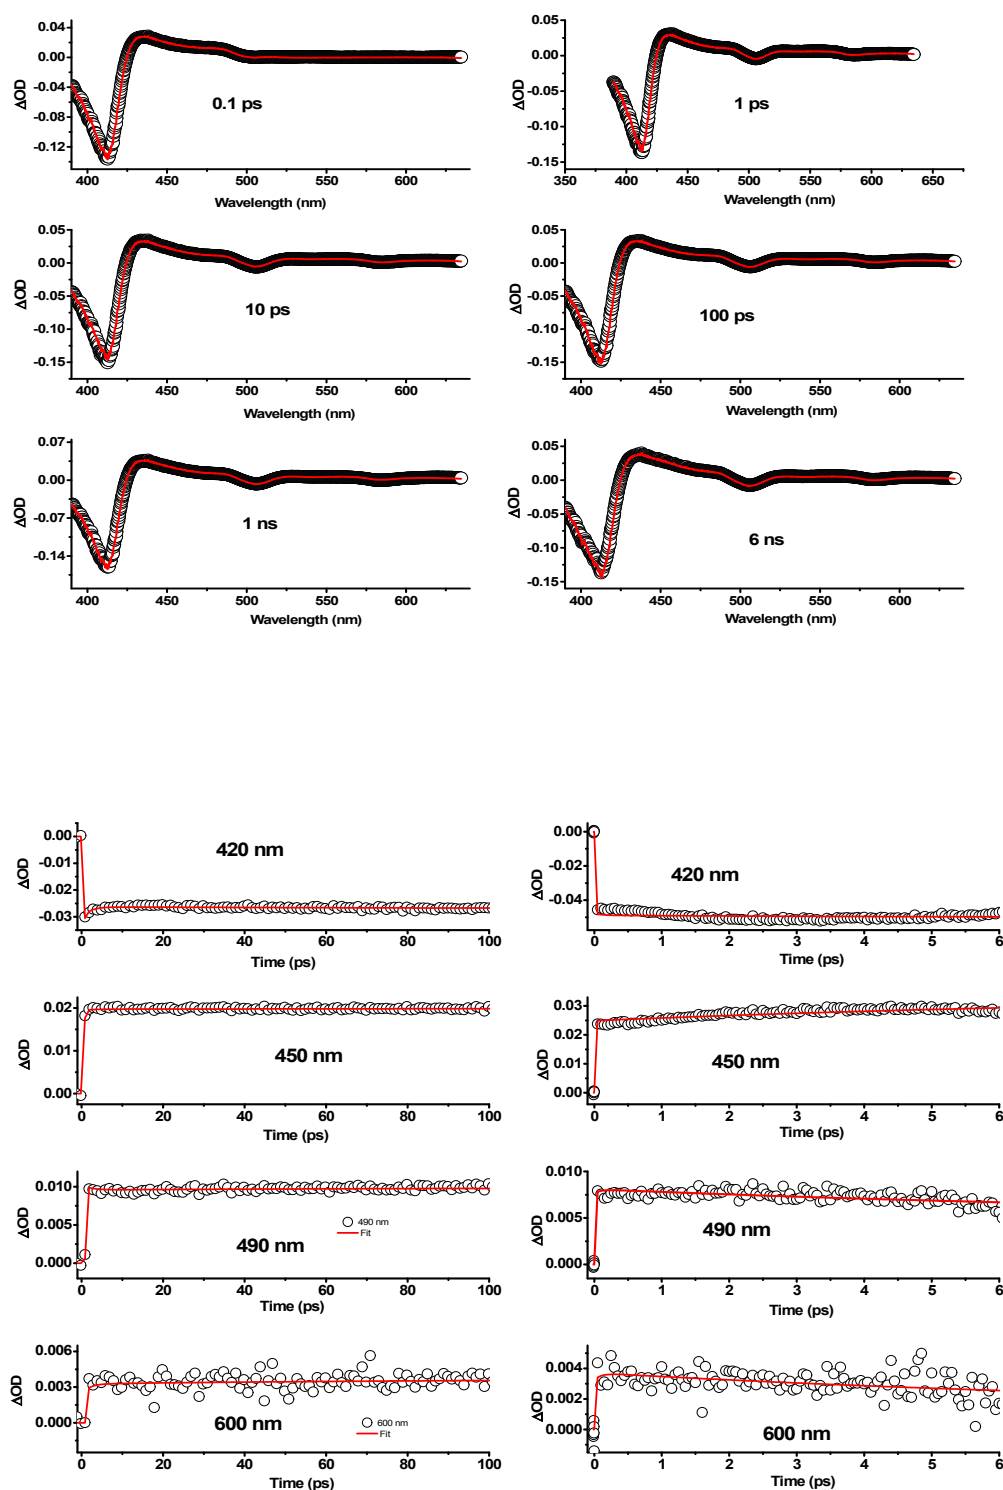 0.04
0.00
-0.04
-0.08
-0.12
ΔOD
0.1 ps
400 450 500 550 600
Wavelength (nm)
0.05
0.00
-0.05
-0.10
-0.15
ΔOD
1 ps
350 400 450 500 550 600 650
Wavelength (nm)
0.05
0.00
-0.05
-0.10
-0.15
ΔOD
10 ps
400 450 500 550 600
Wavelength (nm)
0.05
0.00
-0.05
-0.10
-0.15
ΔOD
100 ps
400 450 500 550 600
Wavelength (nm)
0.07
0.00
-0.07
-0.14
ΔOD
1 ns
400 450 500 550 600
Wavelength (nm)
0.05
0.00
-0.05
-0.10
-0.15
ΔOD
6 ns
400 450 500 550 600
Wavelength (nm)
0.00
-0.01
-0.02
-0.03
ΔOD
420 nm
0 20 40 60 80 100
Time (ps)
0.00
-0.02
-0.04
ΔOD
420 nm
0 1 2 3 4 5 6
Time (ps)
0.02
0.01
0.00
ΔOD
450 nm
0 20 40 60 80 100
Time (ps)
0.03
0.02
0.01
0.00
ΔOD
450 nm
0 1 2 3 4 5 6
Time (ps)
0.010
0.005
0.000
ΔOD
490 nm
490 nm
Fit
0 20 40 60 80 100
Time (ps)
0.010
0.005
0.000
ΔOD
490 nm
0 1 2 3 4 5 6
Time (ps)
0.006
0.003
0.000
ΔOD
600 nm
600 nm
Fit
0 20 40 60 80 100
Time (ps)
0.004
0.002
0.000
ΔOD
600 nm
0 1 2 3 4 5 6
Time (ps)